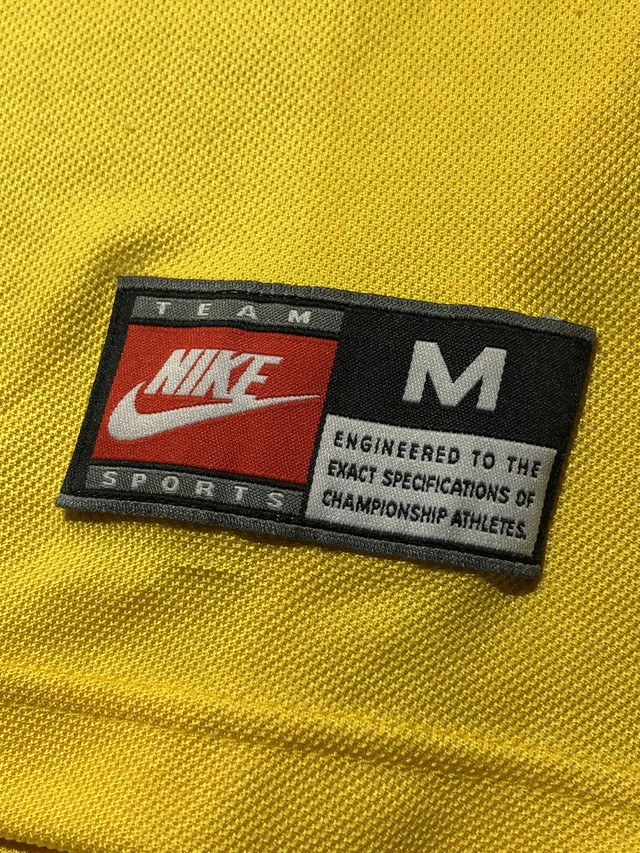 TEAM
NIKE
SPORTS
M
ENGINEERED TO THE
EXACT SPECIFICATIONS OF
CHAMPIONSHIP ATHLETES.